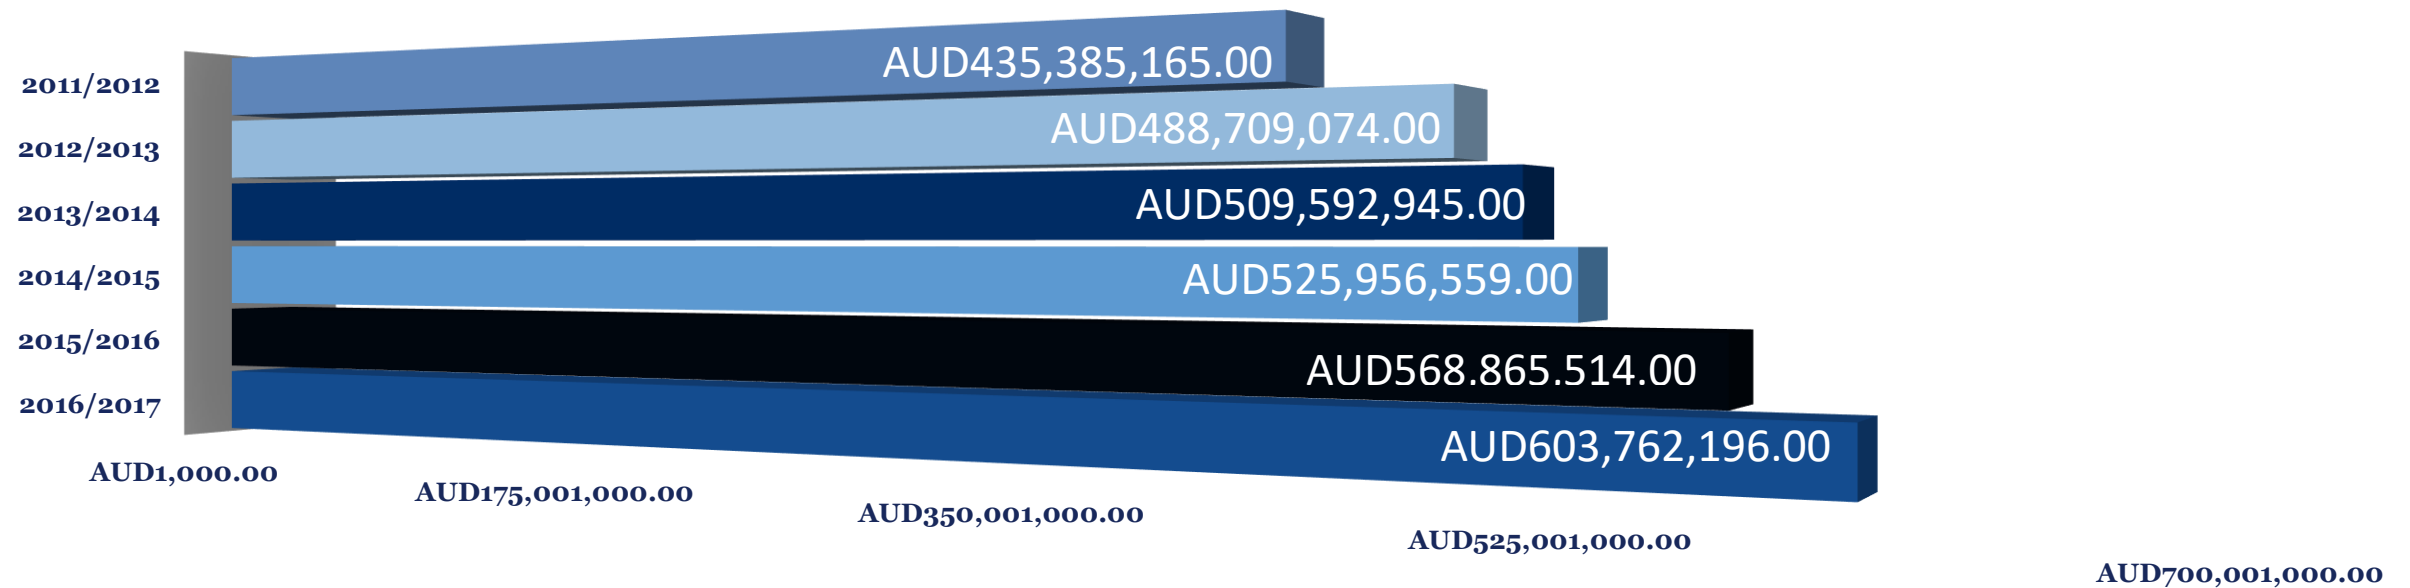 2011/2012 AUD435,385,165.00
2012/2013 AUD488,709,074.00
2013/2014 AUD509,592,945.00
2014/2015 AUD525,956,559.00
2015/2016 AUD568.865.514.00
2016/2017 AUD603,762,196.00
AUD1,000.00
AUD175,001,000.00
AUD350,001,000.00
AUD525,001,000.00
AUD700,001,000.00